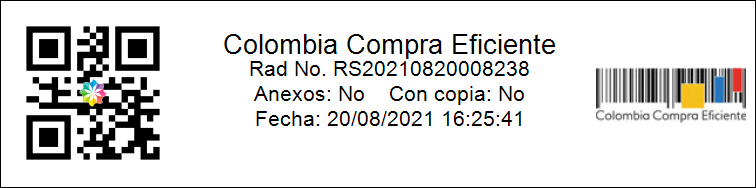 Colombia Compra Eficiente
Rad No. RS20210820008238
Anexos: No Con copia: No
Fecha: 20/08/2021 16:25:41
Colombia Compra Eficiente